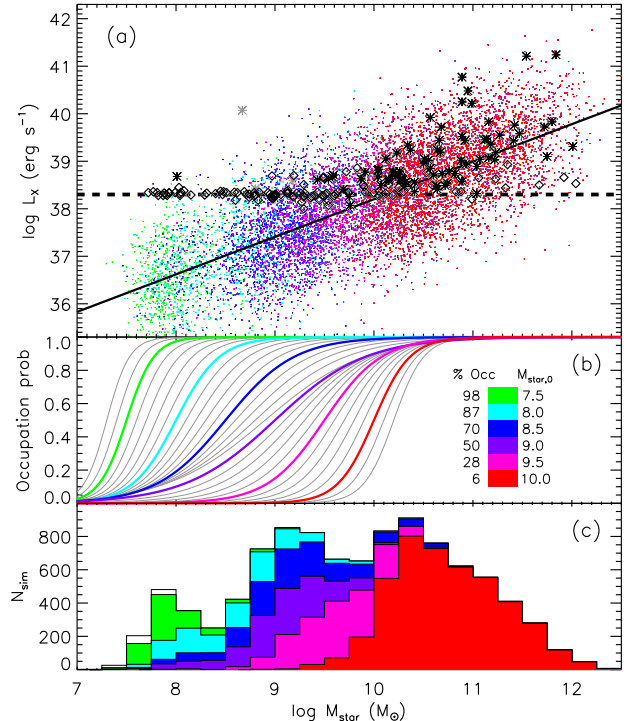 (a)
42
41
40
39
38
37
36
log L_X (erg s⁻¹)
(b)
1.0
0.8
0.6
0.4
0.2
0.0
Occupation prob
% Occ M_star,0
98 7.5
87 8.0
70 8.5
50 9.0
28 9.5
6 10.0
(c)
800
600
400
200
0
N_sim
7 8 9 10 11 12
log M_star (M_⊙)